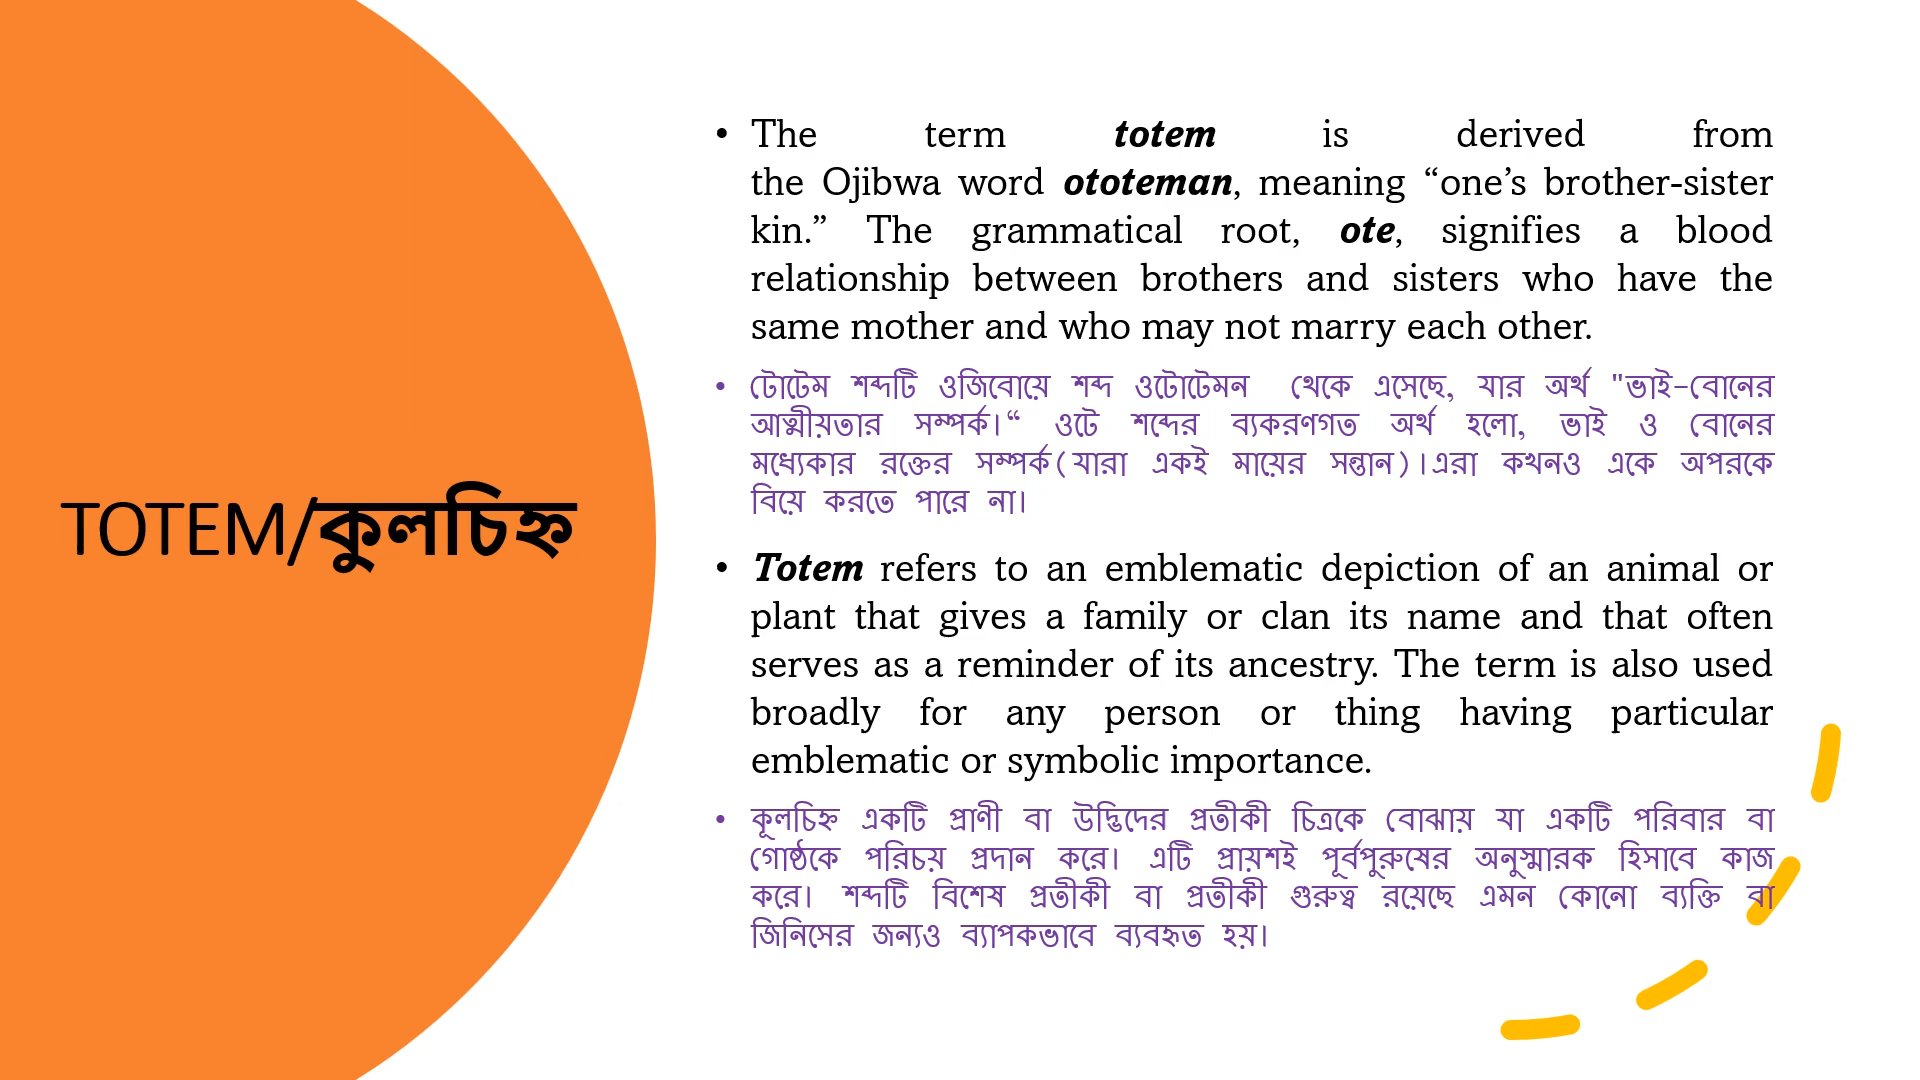 TOTEM/কুলচিহ্ন
• The term totem is derived from
the Ojibwa word ototeman, meaning “one’s brother-sister
kin.” The grammatical root, ote, signifies a blood
relationship between brothers and sisters who have the
same mother and who may not marry each other.
• টোটেম শব্দটি ওজিবোয়ে শব্দ ওটোটেমন থেকে এসেছে, যার অর্থ "ভাই-বোনের
আত্মীয়তার সম্পর্ক।“ ওটে শব্দের ব্যকরণগত অর্থ হলো, ভাই ও বোনের
মধ্যেকার রক্তের সম্পর্ক(যারা একই মায়ের সন্তান)।এরা কখনও একে অপরকে
বিয়ে করতে পারে না।
• Totem refers to an emblematic depiction of an animal or
plant that gives a family or clan its name and that often
serves as a reminder of its ancestry. The term is also used
broadly for any person or thing having particular
emblematic or symbolic importance.
• কূলচিহ্ন একটি প্রাণী বা উদ্ভিদের প্রতীকী চিত্রকে বোঝায় যা একটি পরিবার বা
গোষ্ঠকে পরিচয় প্রদান করে। এটি প্রায়শই পূর্বপুরুষের অনুস্মারক হিসাবে কাজ
করে। শব্দটি বিশেষ প্রতীকী বা প্রতীকী গুরুত্ব রয়েছে এমন কোনো ব্যক্তি বা
জিনিসের জন্যও ব্যাপকভাবে ব্যবহৃত হয়।